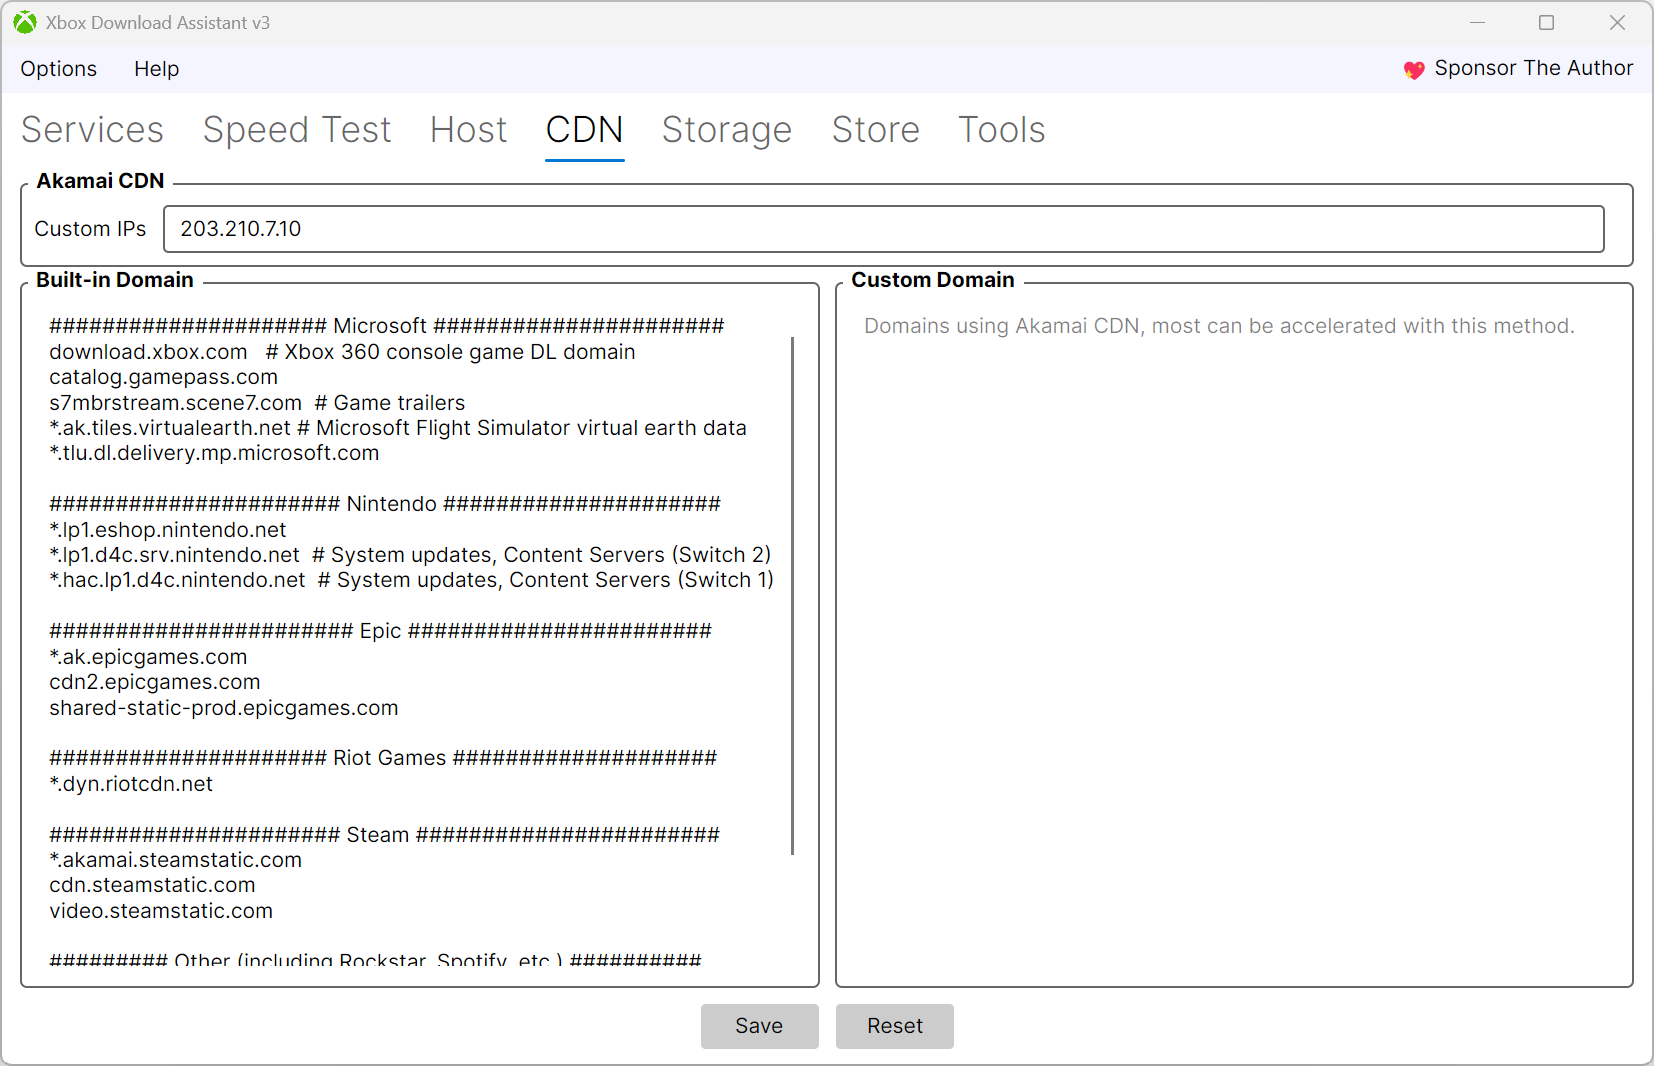 Xbox Download Assistant v3
Options Help Sponsor The Author
Services Speed Test Host CDN Storage Store Tools
Akamai CDN
Custom IPs 203.210.7.10
Built-in Domain
##################### Microsoft ######################
download.xbox.com # Xbox 360 console game DL domain
catalog.gamepass.com
s7mbrstream.scene7.com # Game trailers
*.ak.tiles.virtualearth.net # Microsoft Flight Simulator virtual earth data
*.tlu.dl.delivery.mp.microsoft.com
###################### Nintendo #####################
*.lp1.eshop.nintendo.net
*.lp1.d4c.srv.nintendo.net # System updates, Content Servers (Switch 2)
*.hac.lp1.d4c.nintendo.net # System updates, Content Servers (Switch 1)
####################### Epic #######################
*.ak.epicgames.com
cdn2.epicgames.com
shared-static-prod.epicgames.com
##################### Riot Games ####################
*.dyn.riotcdn.net
###################### Steam #######################
*.akamai.steamstatic.com
cdn.steamstatic.com
video.steamstatic.com
######### Other (including Rockstar, Spotify, etc.) ##########
Custom Domain
Domains using Akamai CDN, most can be accelerated with this method.
Save Reset